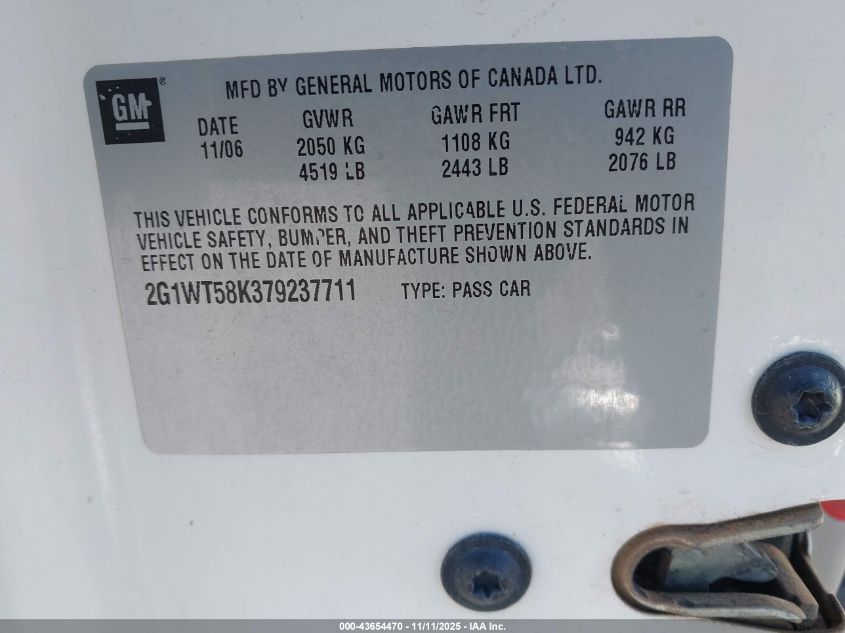 GM ®
MFD BY GENERAL MOTORS OF CANADA LTD.
DATE GVWR GAWR FRT GAWR RR
11/06 2050 KG 1108 KG 942 KG
4519 LB 2443 LB 2076 LB
THIS VEHICLE CONFORMS TO ALL APPLICABLE U.S. FEDERAL MOTOR
VEHICLE SAFETY, BUMPER, AND THEFT PREVENTION STANDARDS IN
EFFECT ON THE DATE OF MANUFACTURE SHOWN ABOVE.
2G1WT58K379237711 TYPE: PASS CAR
000-43654470 - 11/11/2025 - IAA Inc.